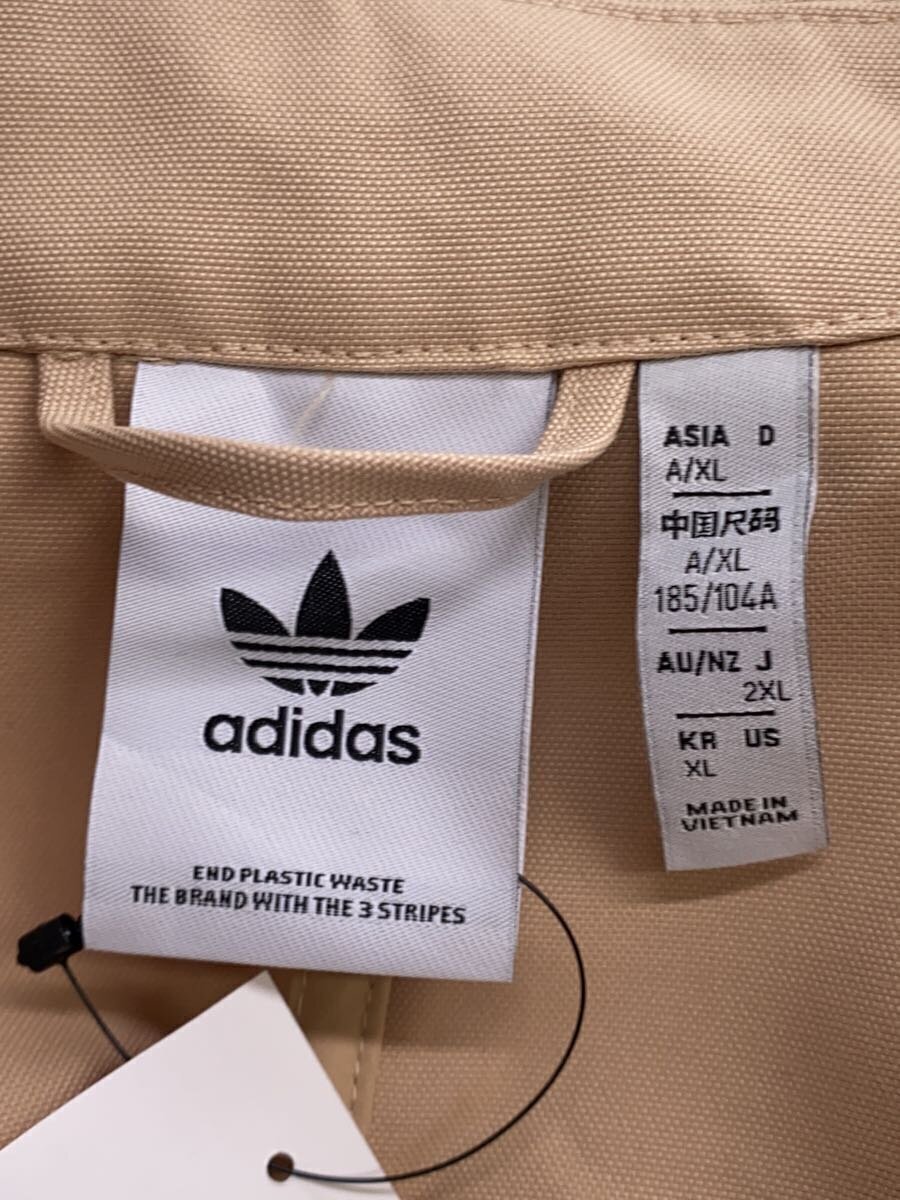 adidas
END PLASTIC WASTE
THE BRAND WITH THE 3 STRIPES
ASIA D
A/XL
中国尺码
A/XL
185/104A
AU/NZ J
2XL
KR US
XL
MADE IN
VIETNAM